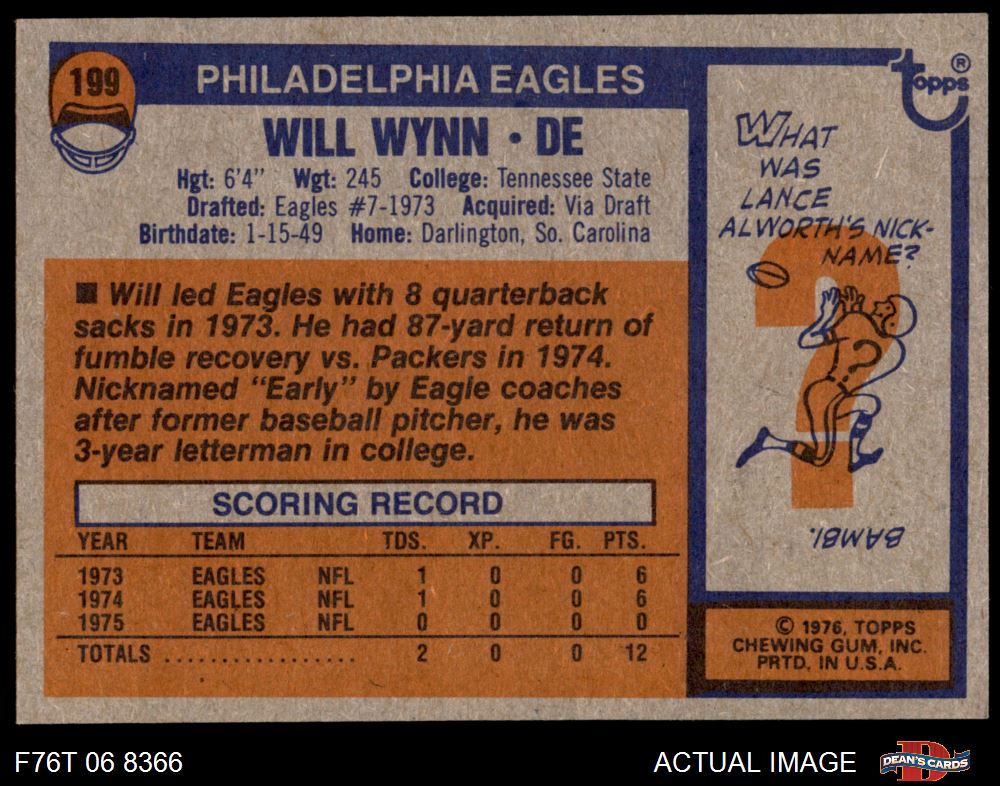 199
PHILADELPHIA EAGLES
WILL WYNN • DE
Hgt: 6'4" Wgt: 245 College: Tennessee State
Drafted: Eagles #7-1973 Acquired: Via Draft
Birthdate: 1-15-49 Home: Darlington, So. Carolina
■ Will led Eagles with 8 quarterback
sacks in 1973. He had 87-yard return of
fumble recovery vs. Packers in 1974.
Nicknamed "Early" by Eagle coaches
after former baseball pitcher, he was
3-year letterman in college.
SCORING RECORD
YEAR TEAM TDS. XP. FG. PTS.
1973 EAGLES NFL 1 0 0 6
1974 EAGLES NFL 1 0 0 6
1975 EAGLES NFL 0 0 0 0
TOTALS .................. 2 0 0 12
topps®
WHAT
WAS
LANCE
ALWORTH'S NICK-
NAME?
?
BAMBI.
© 1976, TOPPS
CHEWING GUM, INC.
PRTD. IN U.S.A.
F76T 06 8366
ACTUAL IMAGE
D
DEAN'S CARDS